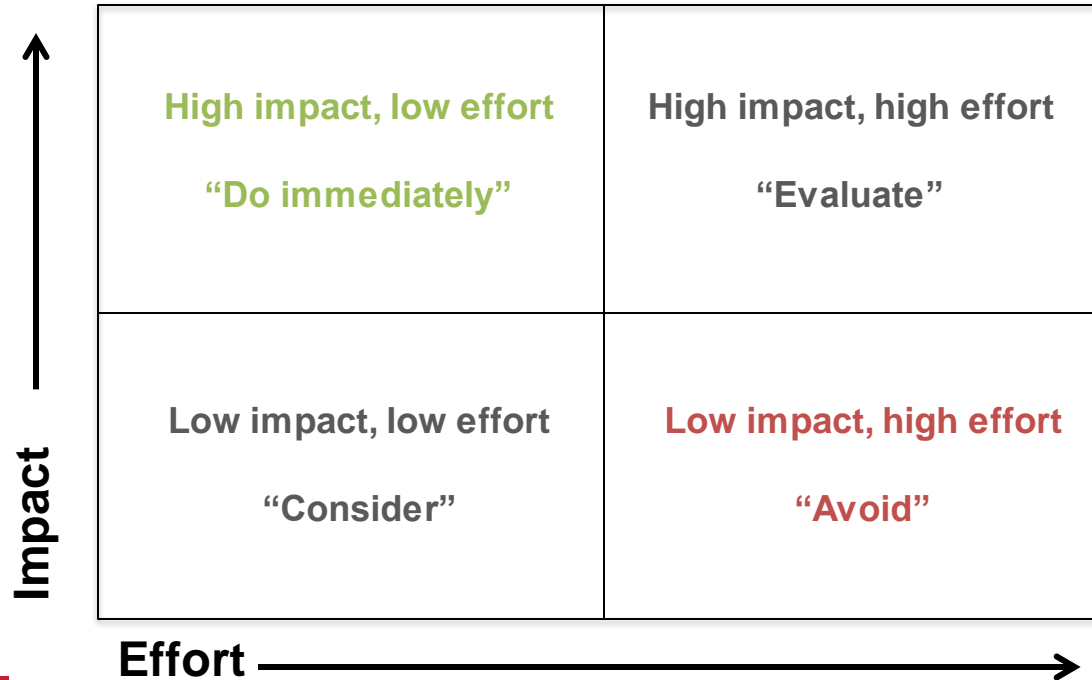 High impact, low effort
“Do immediately”
High impact, high effort
“Evaluate”
Low impact, low effort
“Consider”
Low impact, high effort
“Avoid”
Impact
Effort